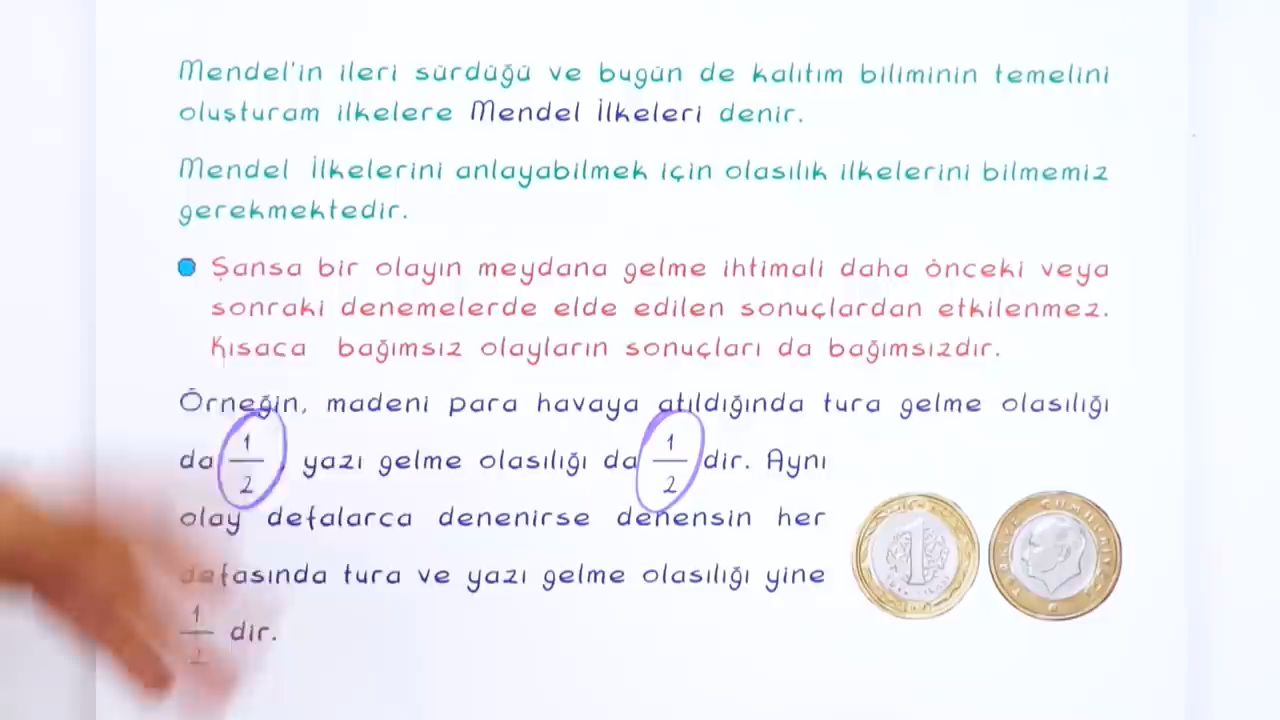 Mendel'in ileri sürdüğü ve bugün de kalıtım biliminin temelini
oluşturam ilkelere Mendel İlkeleri denir.
Mendel İlkelerini anlayabilmek için olasılık ilkelerini bilmemiz
gerekmektedir.
Şansa bir olayın meydana gelme ihtimali daha önceki veya
sonraki denemelerde elde edilen sonuçlardan etkilenmez.
Kısaca bağımsız olayların sonuçları da bağımsızdır.
Örneğin, madeni para havaya atıldığında tura gelme olasılığı
da 1/2, yazı gelme olasılığı da 1/2 dir. Aynı
olay defalarca denenirse denensin her
defasında tura ve yazı gelme olasılığı yine
1/2 dir.
1